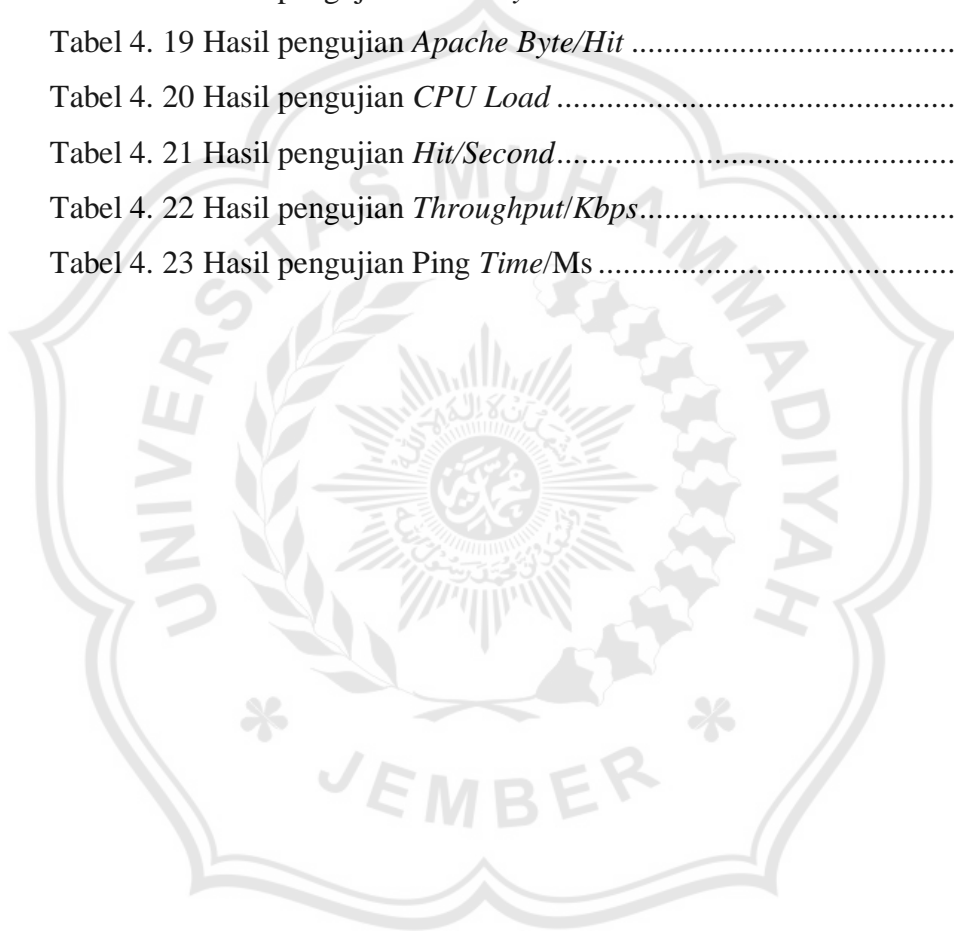 Tabel 4. 19 Hasil pengujian Apache Byte/Hit ....................................
Tabel 4. 20 Hasil pengujian CPU Load ..........................................
Tabel 4. 21 Hasil pengujian Hit/Second..........................................
Tabel 4. 22 Hasil pengujian Throughput/Kbps................................
Tabel 4. 23 Hasil pengujian Ping Time/Ms .....................................
UNIVERSITAS MUHAMMADIYAH
JEMBER